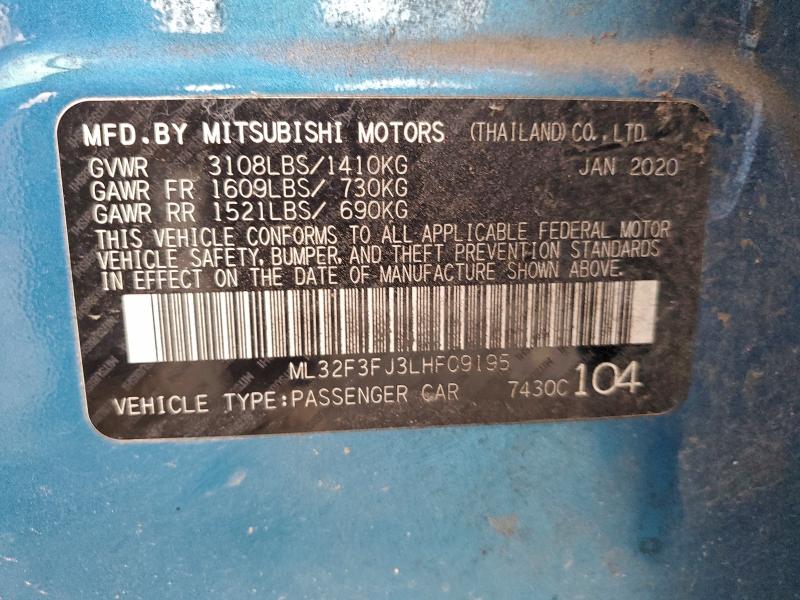 MFD.BY MITSUBISHI MOTORS (THAILAND) CO., LTD.
GVWR 3108LBS/1410KG JAN 2020
GAWR FR 1609LBS/ 730KG
GAWR RR 1521LBS/ 690KG
THIS VEHICLE CONFORMS TO ALL APPLICABLE FEDERAL MOTOR
VEHICLE SAFETY, BUMPER, AND THEFT PREVENTION STANDARDS
IN EFFECT ON THE DATE OF MANUFACTURE SHOWN ABOVE.
ML32F3FJ3LHF09195
VEHICLE TYPE:PASSENGER CAR 7430C 104